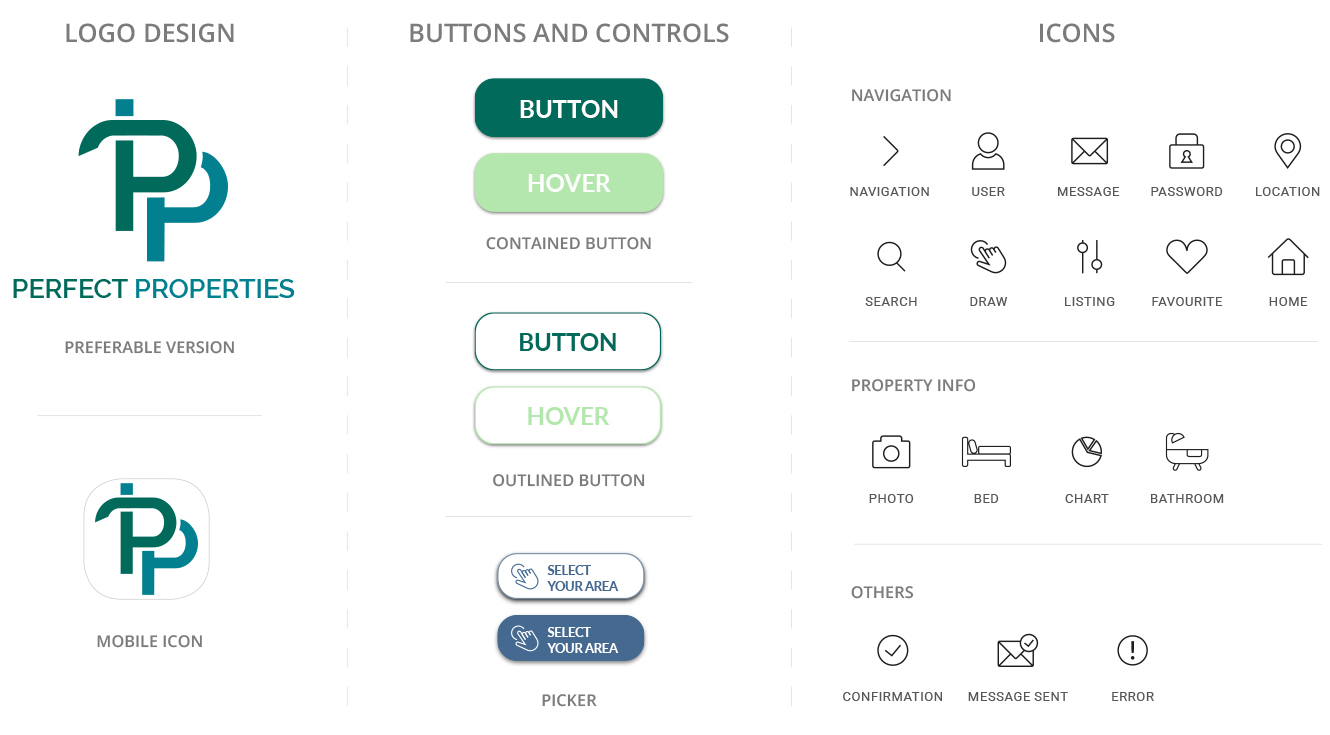 LOGO DESIGN
PERFECT PROPERTIES
PREFERABLE VERSION
MOBILE ICON
BUTTONS AND CONTROLS
BUTTON
HOVER
CONTAINED BUTTON
BUTTON
HOVER
OUTLINED BUTTON
SELECT
YOUR AREA
SELECT
YOUR AREA
PICKER
ICONS
NAVIGATION
NAVIGATION USER MESSAGE PASSWORD LOCATION
SEARCH DRAW LISTING FAVOURITE HOME
PROPERTY INFO
PHOTO BED CHART BATHROOM
OTHERS
CONFIRMATION MESSAGE SENT ERROR